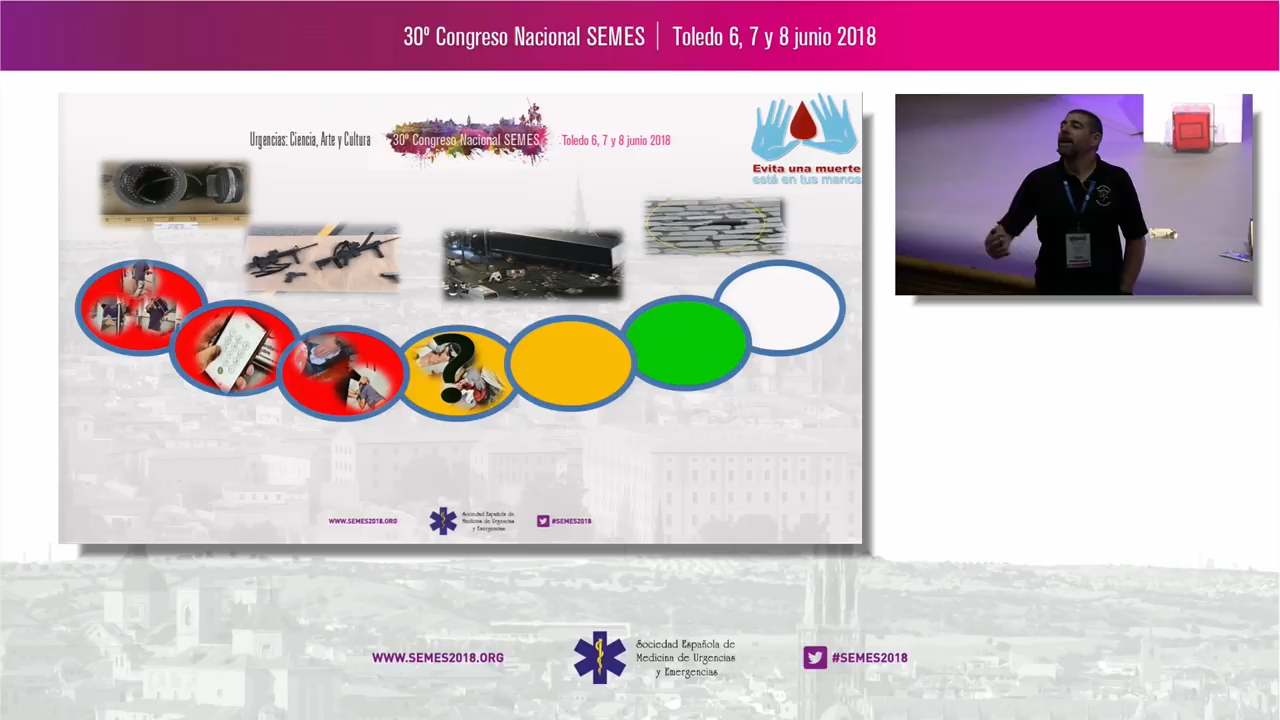 30º Congreso Nacional SEMES | Toledo 6, 7 y 8 junio 2018
Urgencias: Ciencia, Arte y Cultura
30º Congreso Nacional SEMES
Toledo 6, 7 y 8 junio 2018
Evita una muerte
está en tus manos
?
WWW.SEMES2018.ORG
Sociedad Española de
Medicina de Urgencias
y Emergencias
#SEMES2018
WWW.SEMES2018.ORG
Sociedad Española de
Medicina de Urgencias
y Emergencias
#SEMES2018